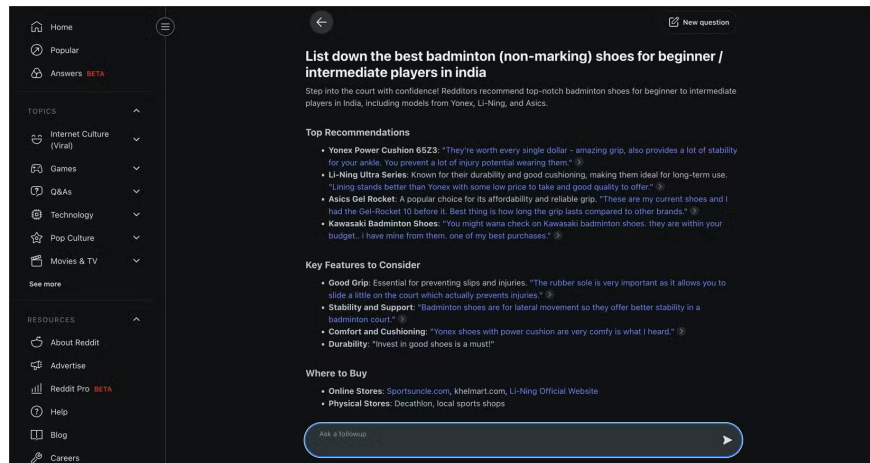 Home
Popular
Answers BETA
TOPICS
Internet Culture
(Viral)
Games
Q&As
Technology
Pop Culture
Movies & TV
See more
RESOURCES
About Reddit
Advertise
Reddit Pro BETA
Help
Blog
Careers
New question
List down the best badminton (non-marking) shoes for beginner /
intermediate players in india
Step into the court with confidence! Redditors recommend top-notch badminton shoes for beginner to intermediate
players in India, including models from Yonex, Li-Ning, and Asics.
Top Recommendations
• Yonex Power Cushion 65Z3: "They're worth every single dollar - amazing grip, also provides a lot of stability
for your ankle. You prevent a lot of injury potential wearing them."
• Li-Ning Ultra Series: Known for their durability and good cushioning, making them ideal for long-term use.
"Lining stands better than Yonex with some low price to take and good quality to offer."
• Asics Gel Rocket: A popular choice for its affordability and reliable grip. "These are my current shoes and I
had the Gel-Rocket 10 before it. Best thing is how long the grip lasts compared to other brands."
• Kawasaki Badminton Shoes: "You might wana check on Kawasaki badminton shoes. they are within your
budget.. i have mine from them. one of my best purchases."
Key Features to Consider
• Good Grip: Essential for preventing slips and injuries. "The rubber sole is very important as it allows you to
slide a little on the court which actually prevents injuries."
• Stability and Support: "Badminton shoes are for lateral movement so they offer better stability in a
badminton court."
• Comfort and Cushioning: "Yonex shoes with power cushion are very comfy is what I heard."
• Durability: "Invest in good shoes is a must!"
Where to Buy
• Online Stores: Sportsuncle.com, khelmart.com, Li-Ning Official Website
• Physical Stores: Decathlon, local sports shops
Ask a followup